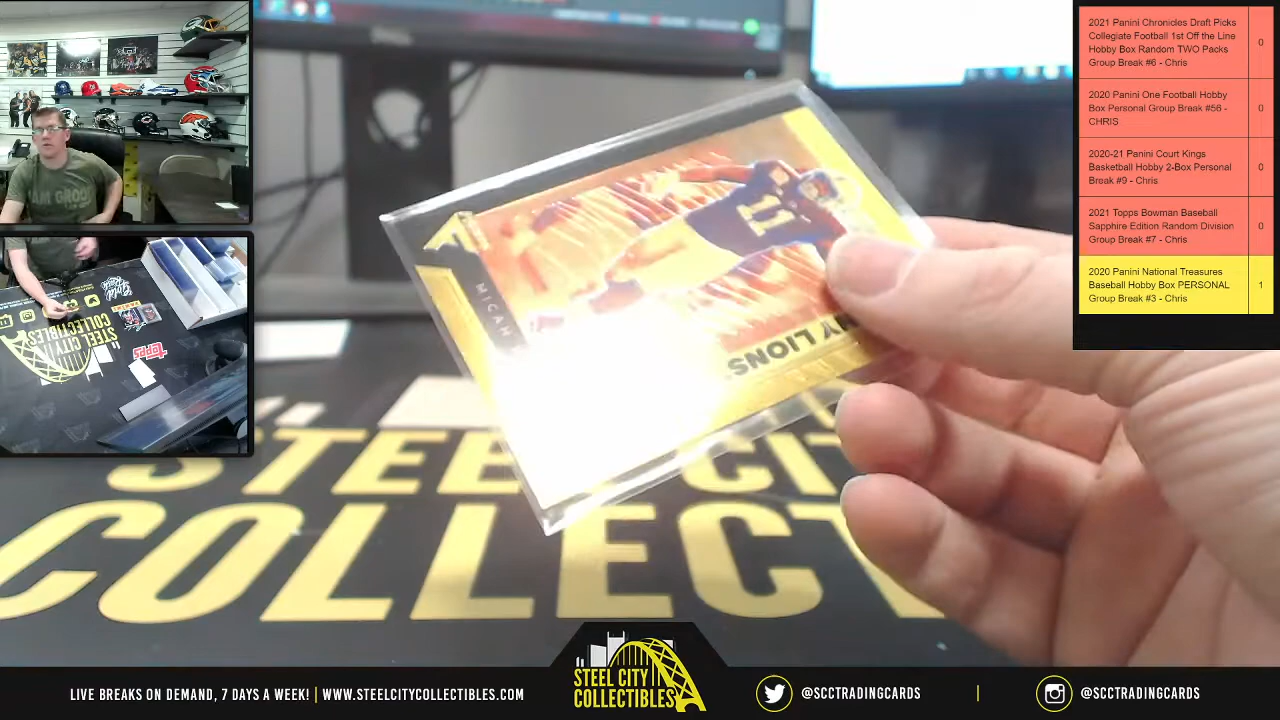 2021 Panini Chronicles Draft Picks
Collegiate Football 1st Off the Line
Hobby Box Random TWO Packs
Group Break #6 - Chris
0
2020 Panini One Football Hobby
Box Personal Group Break #56 -
CHRIS
0
2020-21 Panini Court Kings
Basketball Hobby 2-Box Personal
Break #9 - Chris
0
2021 Topps Bowman Baseball
Sapphire Edition Random Division
Group Break #7 - Chris
0
2020 Panini National Treasures
Baseball Hobby Box PERSONAL
Group Break #3 - Chris
1
MICAH
11
NY LIONS
STEEL CITY
COLLECT
STEEL CITY
COLLECTIBLES
Topps
LIVE BREAKS ON DEMAND, 7 DAYS A WEEK! | WWW.STEELCITYCOLLECTIBLES.COM
STEEL CITY
COLLECTIBLES
@SCCTRADINGCARDS
|
@SCCTRADINGCARDS